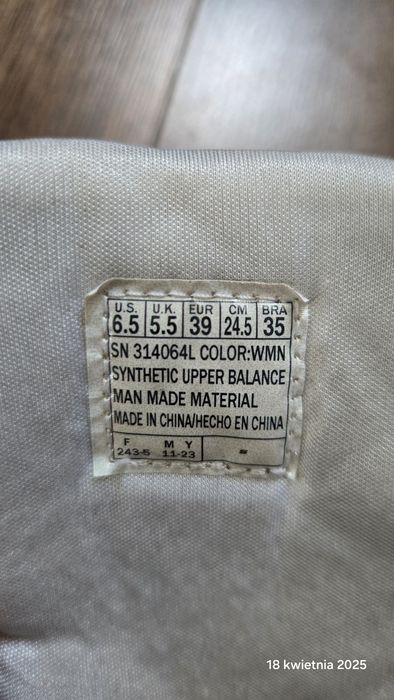 U.S. U.K. EUR CM BRA
6.5 5.5 39 24.5 35
SN 314064L COLOR:WMN
SYNTHETIC UPPER BALANCE
MAN MADE MATERIAL
MADE IN CHINA/HECHO EN CHINA
F M Y
243-5 11-23
18 kwietnia 2025